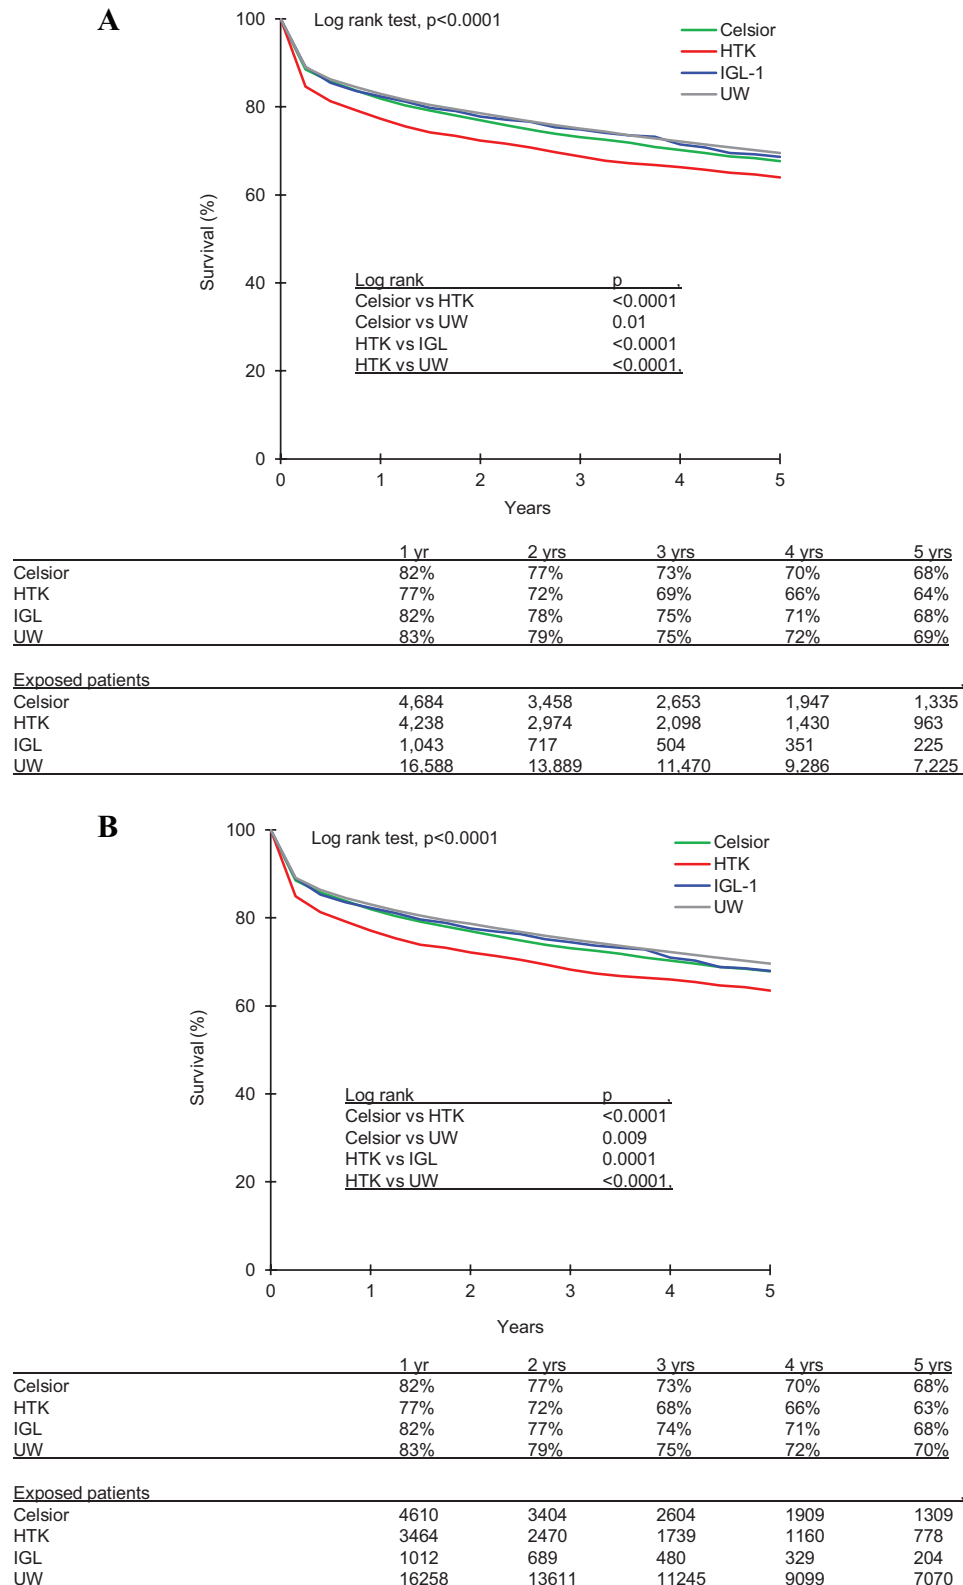 A
Log rank test, p<0.0001
Celsior
HTK
IGL-1
UW
100
80
60
40
20
0
Survival (%)
Log rank p .
Celsior vs HTK <0.0001
Celsior vs UW 0.01
HTK vs IGL <0.0001
HTK vs UW <0.0001.
0 1 2 3 4 5
Years
1 yr 2 yrs 3 yrs 4 yrs 5 yrs
Celsior 82% 77% 73% 70% 68%
HTK 77% 72% 69% 66% 64%
IGL 82% 78% 75% 71% 68%
UW 83% 79% 75% 72% 69%
Exposed patients .
Celsior 4,684 3,458 2,653 1,947 1,335
HTK 4,238 2,974 2,098 1,430 963
IGL 1,043 717 504 351 225
UW 16,588 13,889 11,470 9,286 7,225
B
Log rank test, p<0.0001
Celsior
HTK
IGL-1
UW
100
80
60
40
20
0
Survival (%)
Log rank p .
Celsior vs HTK <0.0001
Celsior vs UW 0.009
HTK vs IGL 0.0001
HTK vs UW <0.0001.
0 1 2 3 4 5
Years
1 yr 2 yrs 3 yrs 4 yrs 5 yrs
Celsior 82% 77% 73% 70% 68%
HTK 77% 72% 68% 66% 63%
IGL 82% 77% 74% 71% 68%
UW 83% 79% 75% 72% 70%
Exposed patients .
Celsior 4610 3404 2604 1909 1309
HTK 3464 2470 1739 1160 778
IGL 1012 689 480 329 204
UW 16258 13611 11245 9099 7070